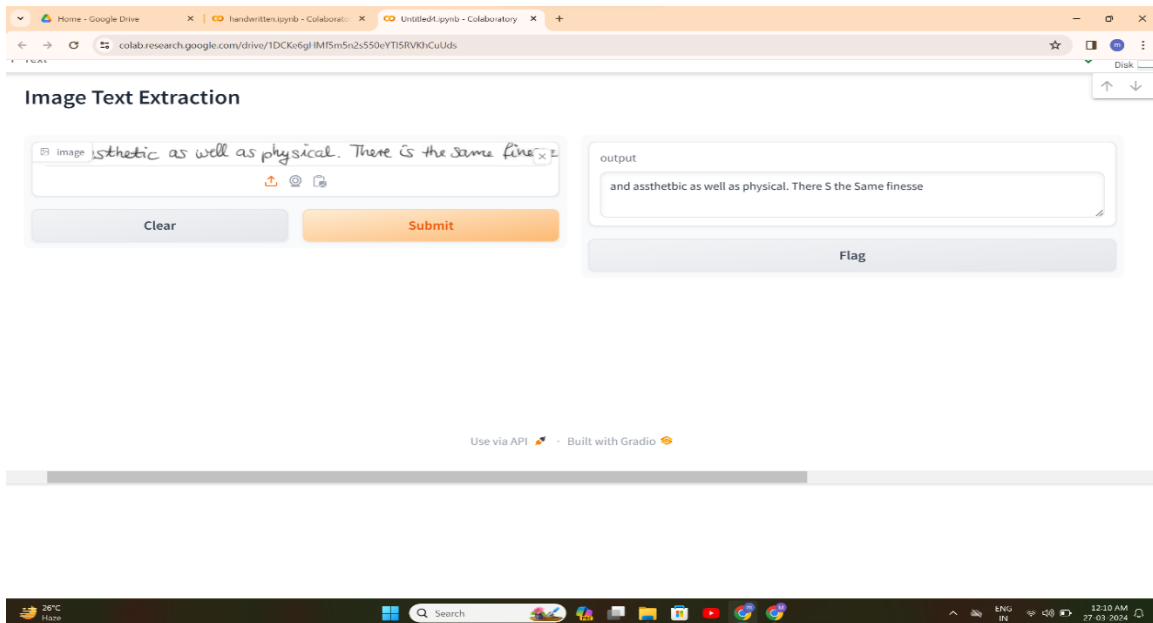 Home - Google Drive
handwritten.ipynb - Colaborato
Untitled4.ipynb - Colaboratory
colab.research.google.com/drive/1DCKe6gHMf5m5n2s550eYTI5RVKhCuUds
Text
Disk
Image Text Extraction
image
sthetic as well as physical. There is the same fine
output
and assthetbic as well as physical. There S the Same finesse
Clear
Submit
Flag
Use via API · Built with Gradio
26°C
Haze
Search
ENG
IN
12:10 AM
27-03-2024